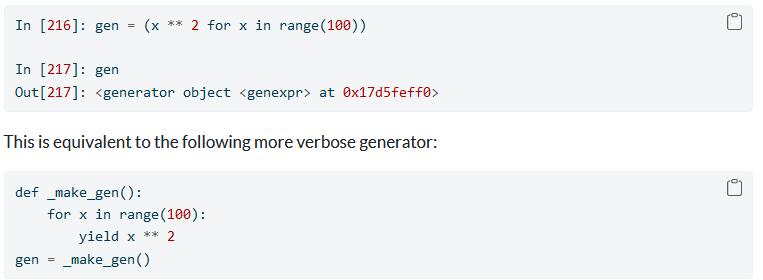 In [216]: gen = (x ** 2 for x in range(100))
In [217]: gen
Out[217]: <generator object <genexpr> at 0x17d5feff0>
This is equivalent to the following more verbose generator:
def _make_gen():
    for x in range(100):
        yield x ** 2
gen = _make_gen()